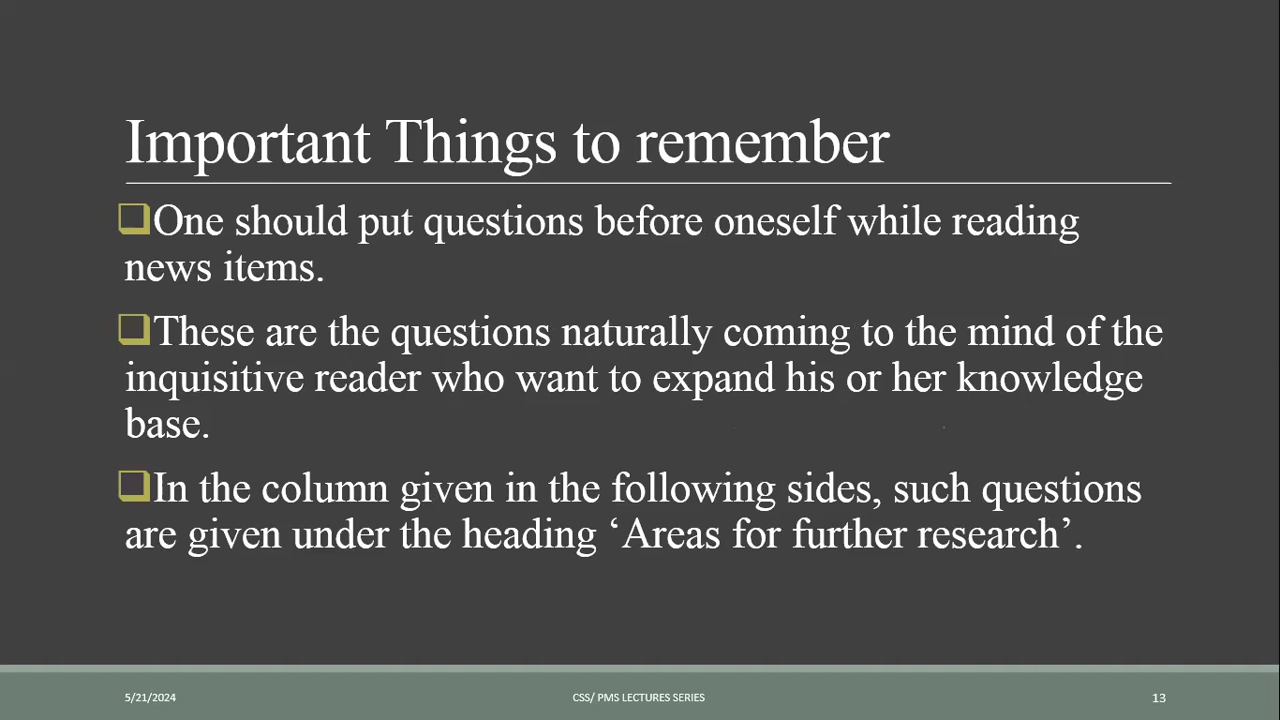 Important Things to remember
One should put questions before oneself while reading
news items.
These are the questions naturally coming to the mind of the
inquisitive reader who want to expand his or her knowledge
base.
In the column given in the following sides, such questions
are given under the heading ‘Areas for further research’.
5/21/2024
CSS/ PMS LECTURES SERIES
13